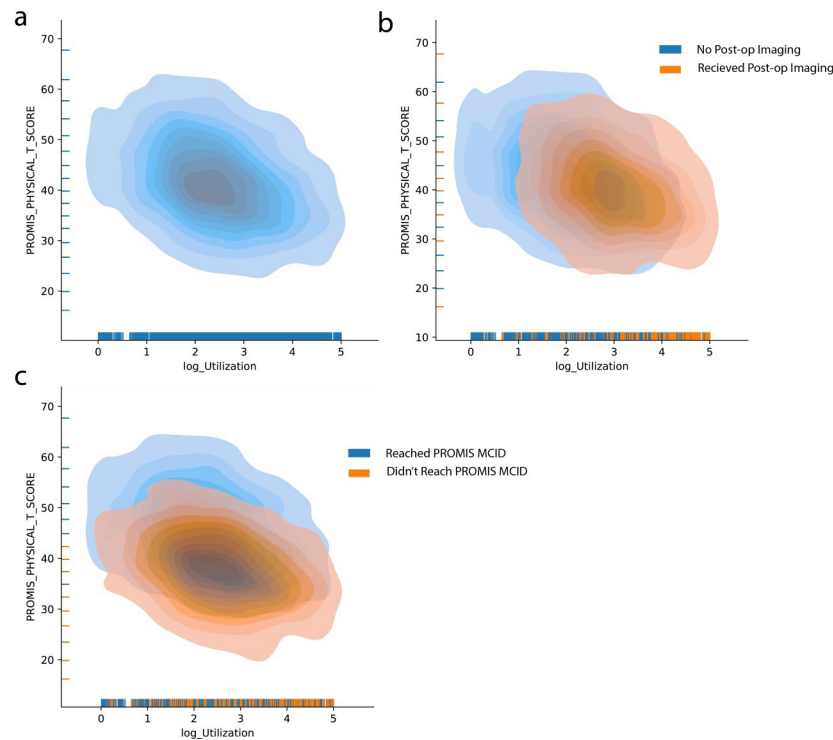 a
70
60
50
40
30
20
PROMIS_PHYSICAL_T_SCORE
0 1 2 3 4 5
log_Utilization
b
No Post-op Imaging
Recieved Post-op Imaging
70
60
50
40
30
20
10
PROMIS_PHYSICAL_T_SCORE
0 1 2 3 4 5
log_Utilization
c
Reached PROMIS MCID
Didn't Reach PROMIS MCID
70
60
50
40
30
20
PROMIS_PHYSICAL_T_SCORE
0 1 2 3 4 5
log_Utilization